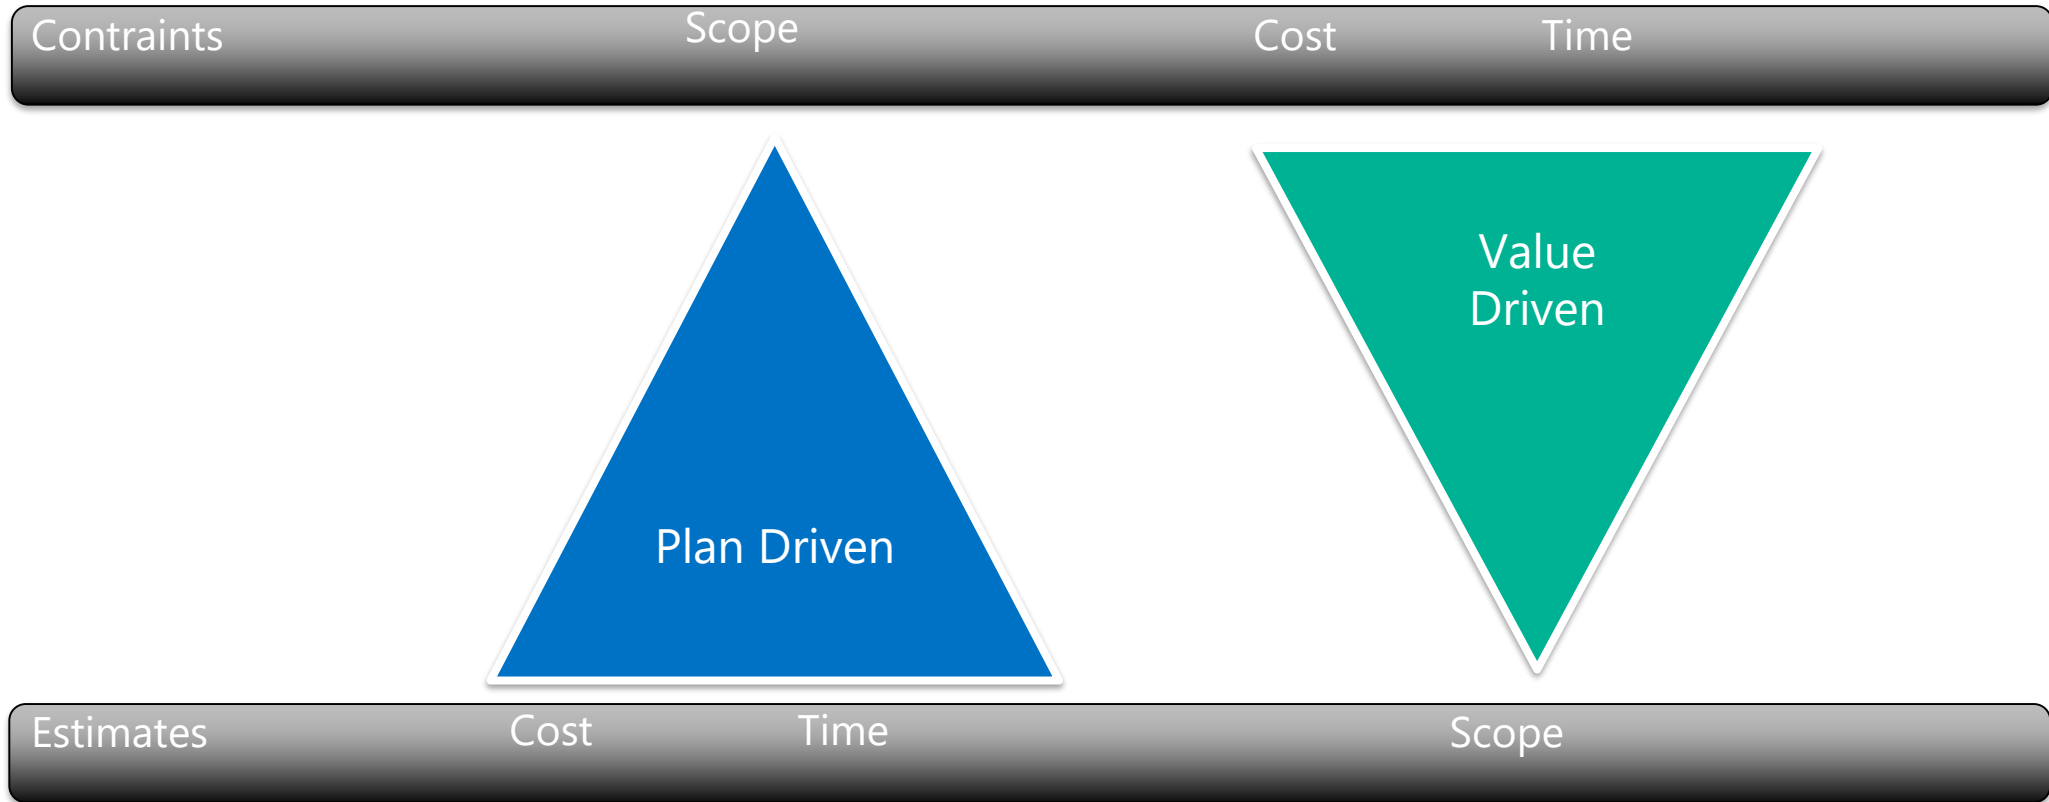 Contraints Scope Cost Time
Value
Driven
Plan Driven
Estimates Cost Time Scope